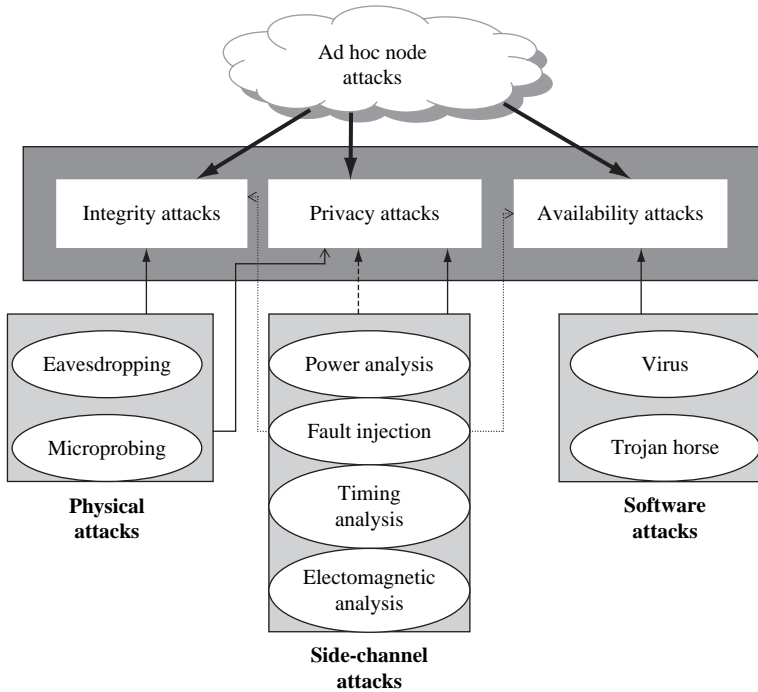 Ad hoc node
attacks
Integrity attacks
Privacy attacks
Availability attacks
Eavesdropping
Microprobing
Physical
attacks
Power analysis
Fault injection
Timing
analysis
Electomagnetic
analysis
Side-channel
attacks
Virus
Trojan horse
Software
attacks